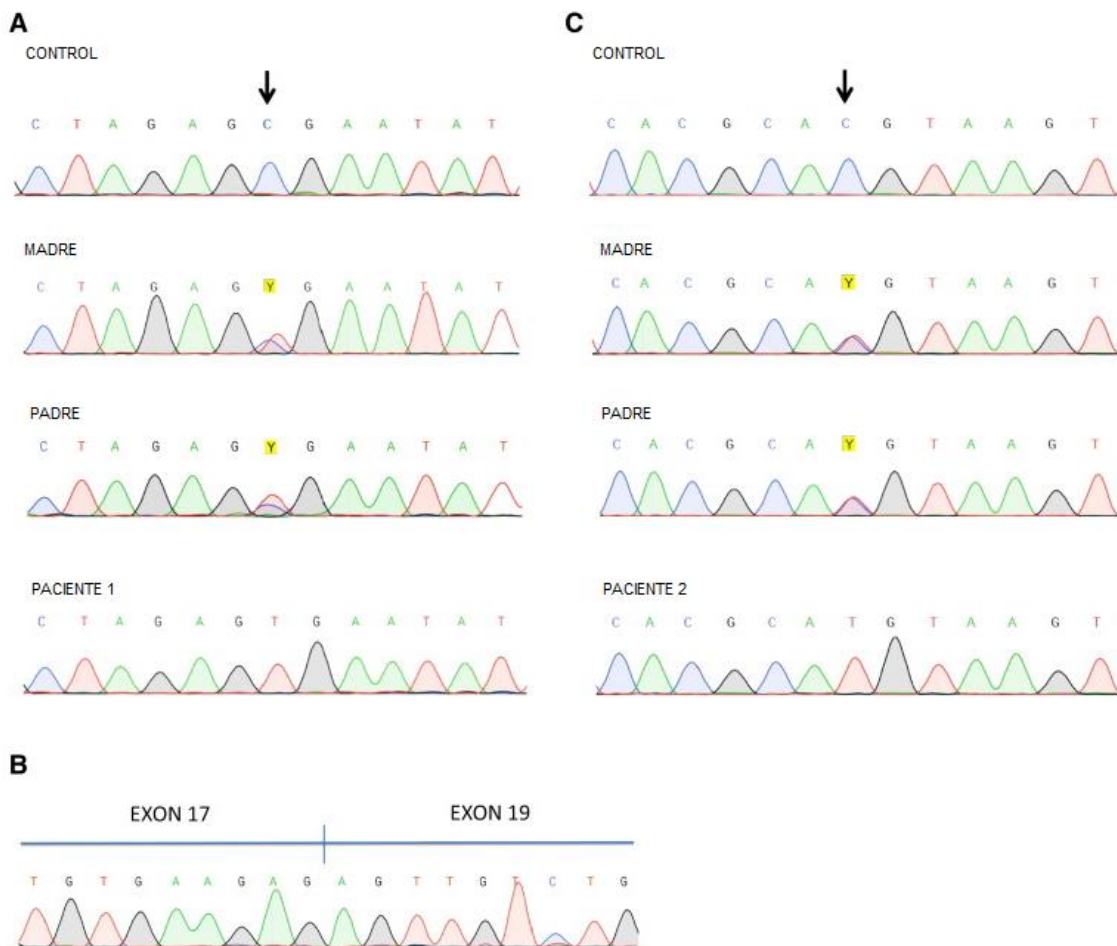 A
CONTROL
C T A G A G C G A A T A T
MADRE
C T A G A G Y G A A T A T
PADRE
C T A G A G Y G A A T A T
PACIENTE 1
C T A G A G T G A A T A T
C
CONTROL
C A C G C A C G T A A G T
MADRE
C A C G C A Y G T A A G T
PADRE
C A C G C A Y G T A A G T
PACIENTE 2
C A C G C A T G T A A G T
B
EXON 17 EXON 19
T G T G A A G A G A G T T G T C T G